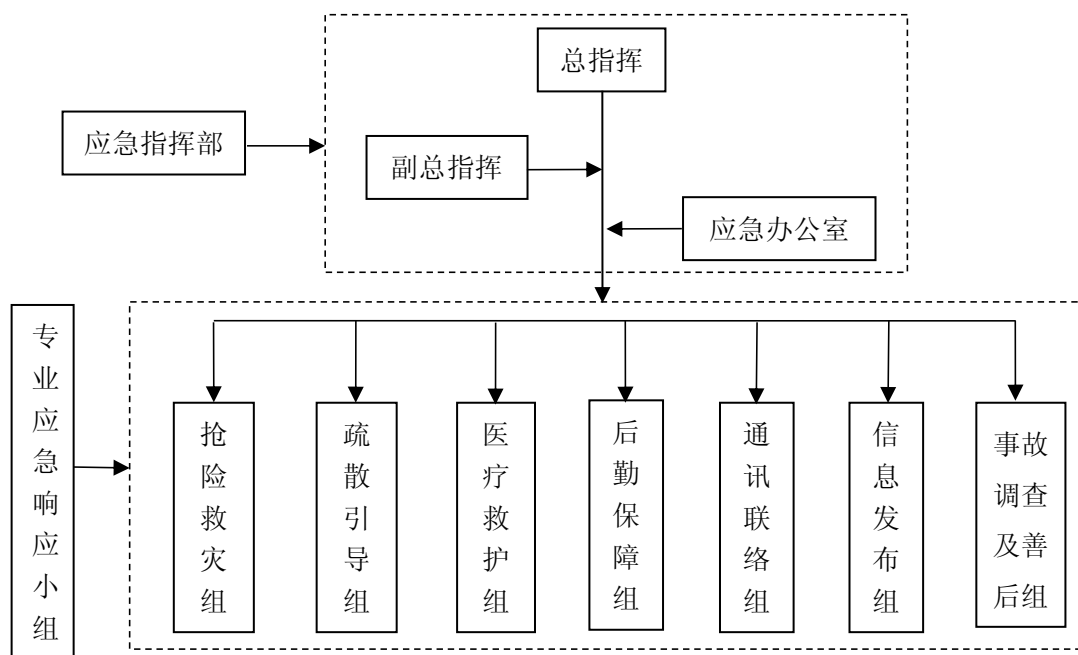 总指挥
应急指挥部
副总指挥
应急办公室
专业应急响应小组
抢险救灾组
疏散引导组
医疗救护组
后勤保障组
通讯联络组
信息发布组
事故
调查
及善
后组